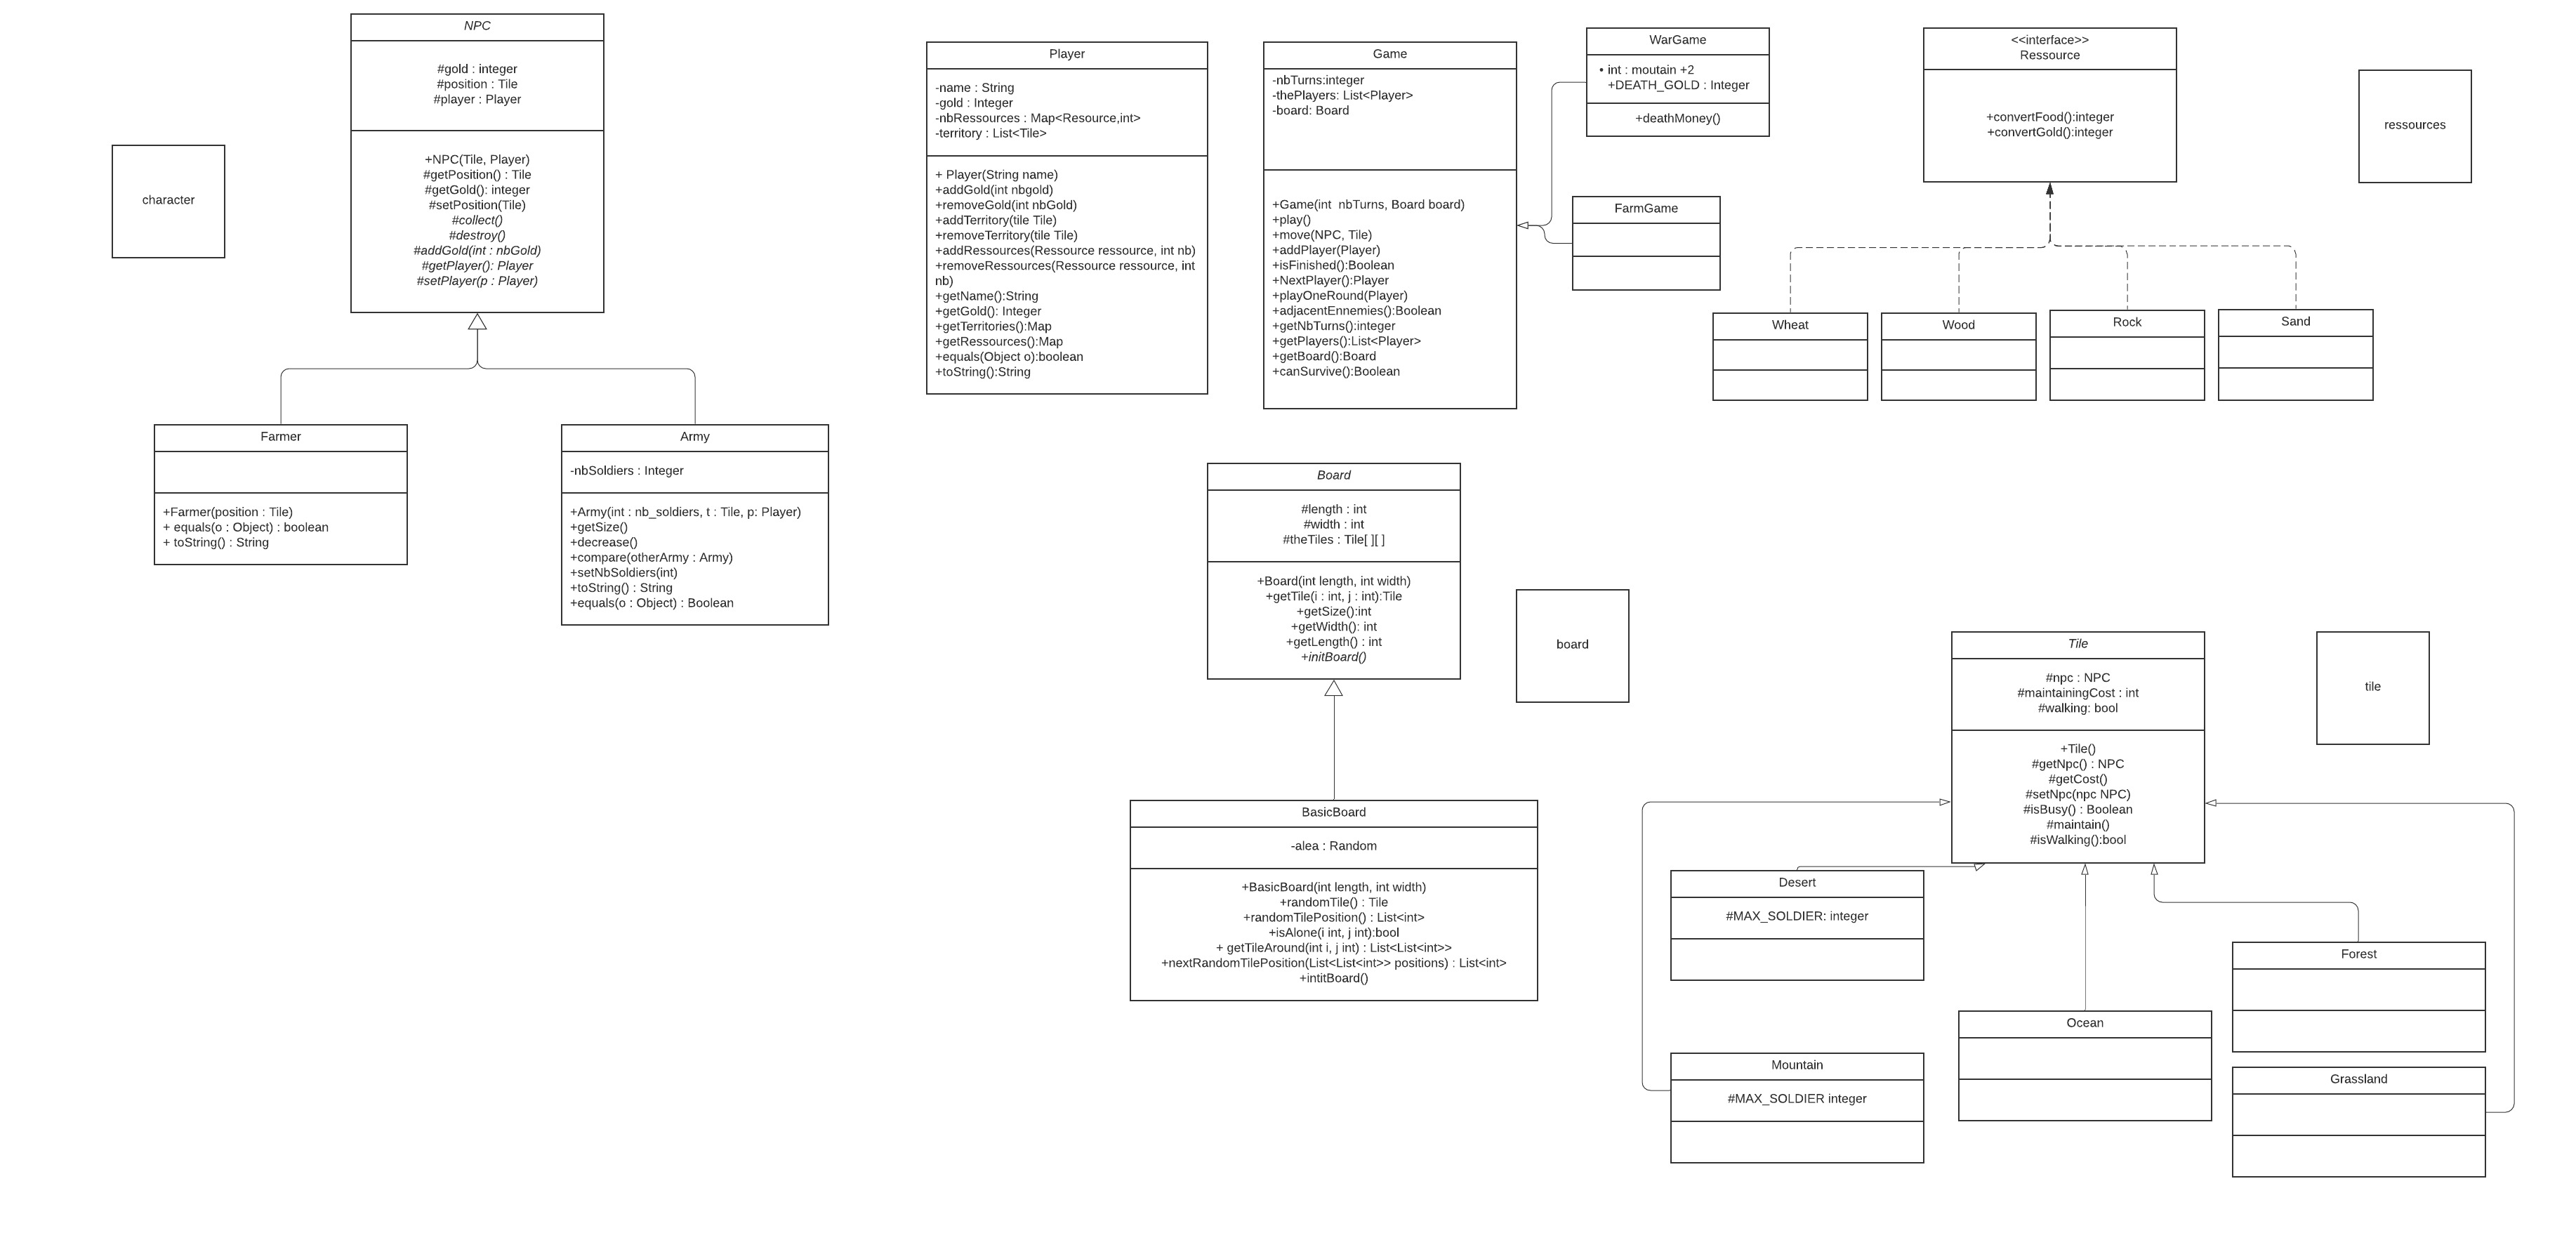 NPC
#gold : integer
#position : Tile
#player : Player
+NPC(Tile, Player)
#getPosition() : Tile
#getGold(): integer
#setPosition(Tile)
#collect()
#destroy()
#addGold(int : nbGold)
#getPlayer(): Player
#setPlayer(p : Player)
character
Farmer
+Farmer(position : Tile)
+ equals(o : Object) : boolean
+ toString() : String
Army
-nbSoldiers : Integer
+Army(int : nb_soldiers, t : Tile, p: Player)
+getSize()
+decrease()
+compare(otherArmy : Army)
+setNbSoldiers(int)
+toString() : String
+equals(o : Object) : Boolean
Player
-name : String
-gold : Integer
-nbRessources : Map<Resource,int>
-territory : List<Tile>
+ Player(String name)
+addGold(int nbgold)
+removeGold(int nbGold)
+addTerritory(tile Tile)
+removeTerritory(tile Tile)
+addRessources(Ressource ressource, int nb)
+removeRessources(Ressource ressource, int
nb)
+getName():String
+getGold(): Integer
+getTerritories():Map
+getRessources():Map
+equals(Object o):boolean
+toString():String
Game
-nbTurns:integer
-thePlayers: List<Player>
-board: Board
+Game(int  nbTurns, Board board)
+play()
+move(NPC, Tile)
+addPlayer(Player)
+isFinished():Boolean
+NextPlayer():Player
+playOneRound(Player)
+adjacentEnnemies():Boolean
+getNbTurns():integer
+getPlayers():List<Player>
+getBoard():Board
+canSurvive():Boolean
WarGame
• int : moutain +2
+DEATH_GOLD : Integer
+deathMoney()
FarmGame
<<interface>>
Ressource
+convertFood():integer
+convertGold():integer
ressources
Wheat
Wood
Rock
Sand
Board
#length : int
#width : int
#theTiles : Tile[ ][ ]
+Board(int length, int width)
+getTile(i : int, j : int):Tile
+getSize():int
+getWidth(): int
+getLength() : int
+initBoard()
board
BasicBoard
-alea : Random
+BasicBoard(int length, int width)
+randomTile() : Tile
+randomTilePosition() : List<int>
+isAlone(i int, j int):bool
+ getTileAround(int i, j int) : List<List<int>>
+nextRandomTilePosition(List<List<int>> positions) : List<int>
+intitBoard()
Tile
#npc : NPC
#maintainingCost : int
#walking: bool
+Tile()
#getNpc() : NPC
#getCost()
#setNpc(npc NPC)
#isBusy() : Boolean
#maintain()
#isWalking():bool
tile
Desert
#MAX_SOLDIER: integer
Mountain
#MAX_SOLDIER integer
Ocean
Forest
Grassland